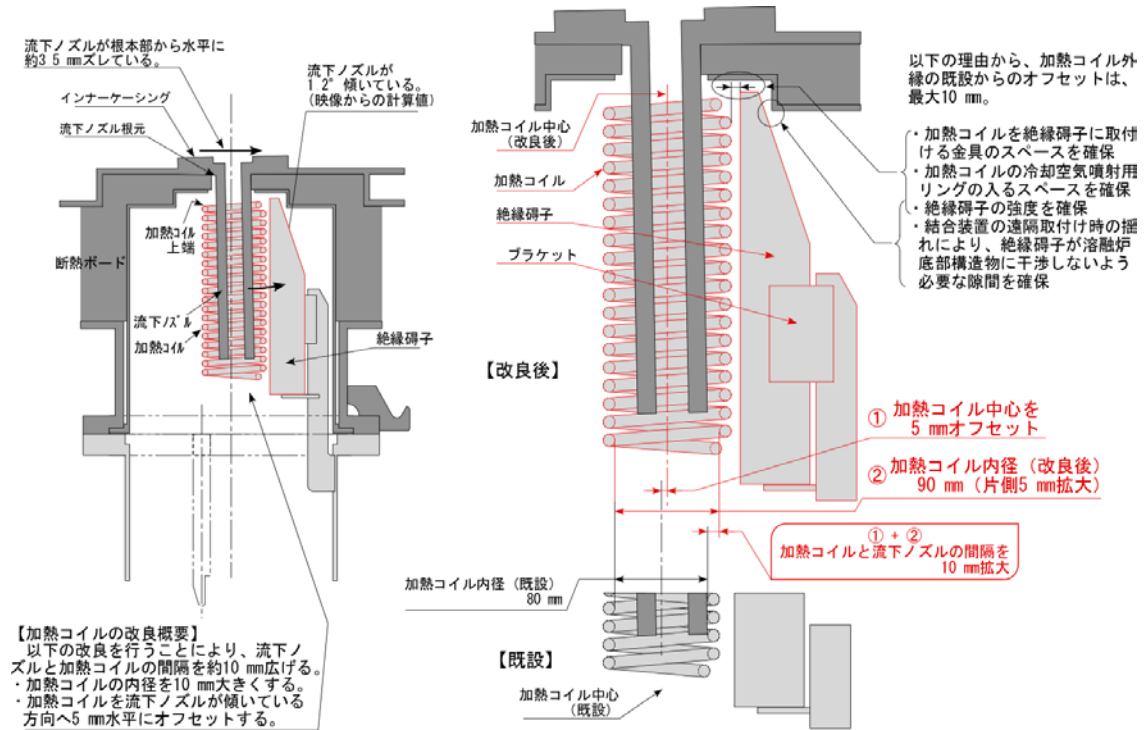 流下ノズルが根本部から水平に
約3 5 mmズレている。
インナーケーシング
流下ノズル根元
流下ノズルが
1.2° 傾いている。
(映像からの計算値)
加熱コイル
上端
断熱ボード
流下ノズル
加熱コイル
絶縁碍子
【加熱コイルの改良概要】
以下の改良を行うことにより、流下ノ
ズルと加熱コイルの間隔を約10 mm広げる。
・加熱コイルの内径を10 mm大きくする。
・加熱コイルを流下ノズルが傾いている
方向へ5 mm水平にオフセットする。
加熱コイル中心
(改良後)
加熱コイル
絶縁碍子
ブラケット
【改良後】
以下の理由から、加熱コイル外
縁の既設からのオフセットは、
最大10 mm。
・加熱コイルを絶縁碍子に取付
ける金具のスペースを確保
・加熱コイルの冷却空気噴射用
リングの入るスペースを確保
・絶縁碍子の強度を確保
・結合装置の遠隔取付け時の揺
れにより、絶縁碍子が溶融炉
底部構造物に干渉しないよう
必要な隙間を確保
① 加熱コイル中心を
5 mmオフセット
② 加熱コイル内径（改良後）
90 mm（片側5 mm拡大）
① + ②
加熱コイルと流下ノズルの間隔を
10 mm拡大
加熱コイル内径（既設）
80 mm
【既設】
加熱コイル中心
(既設)